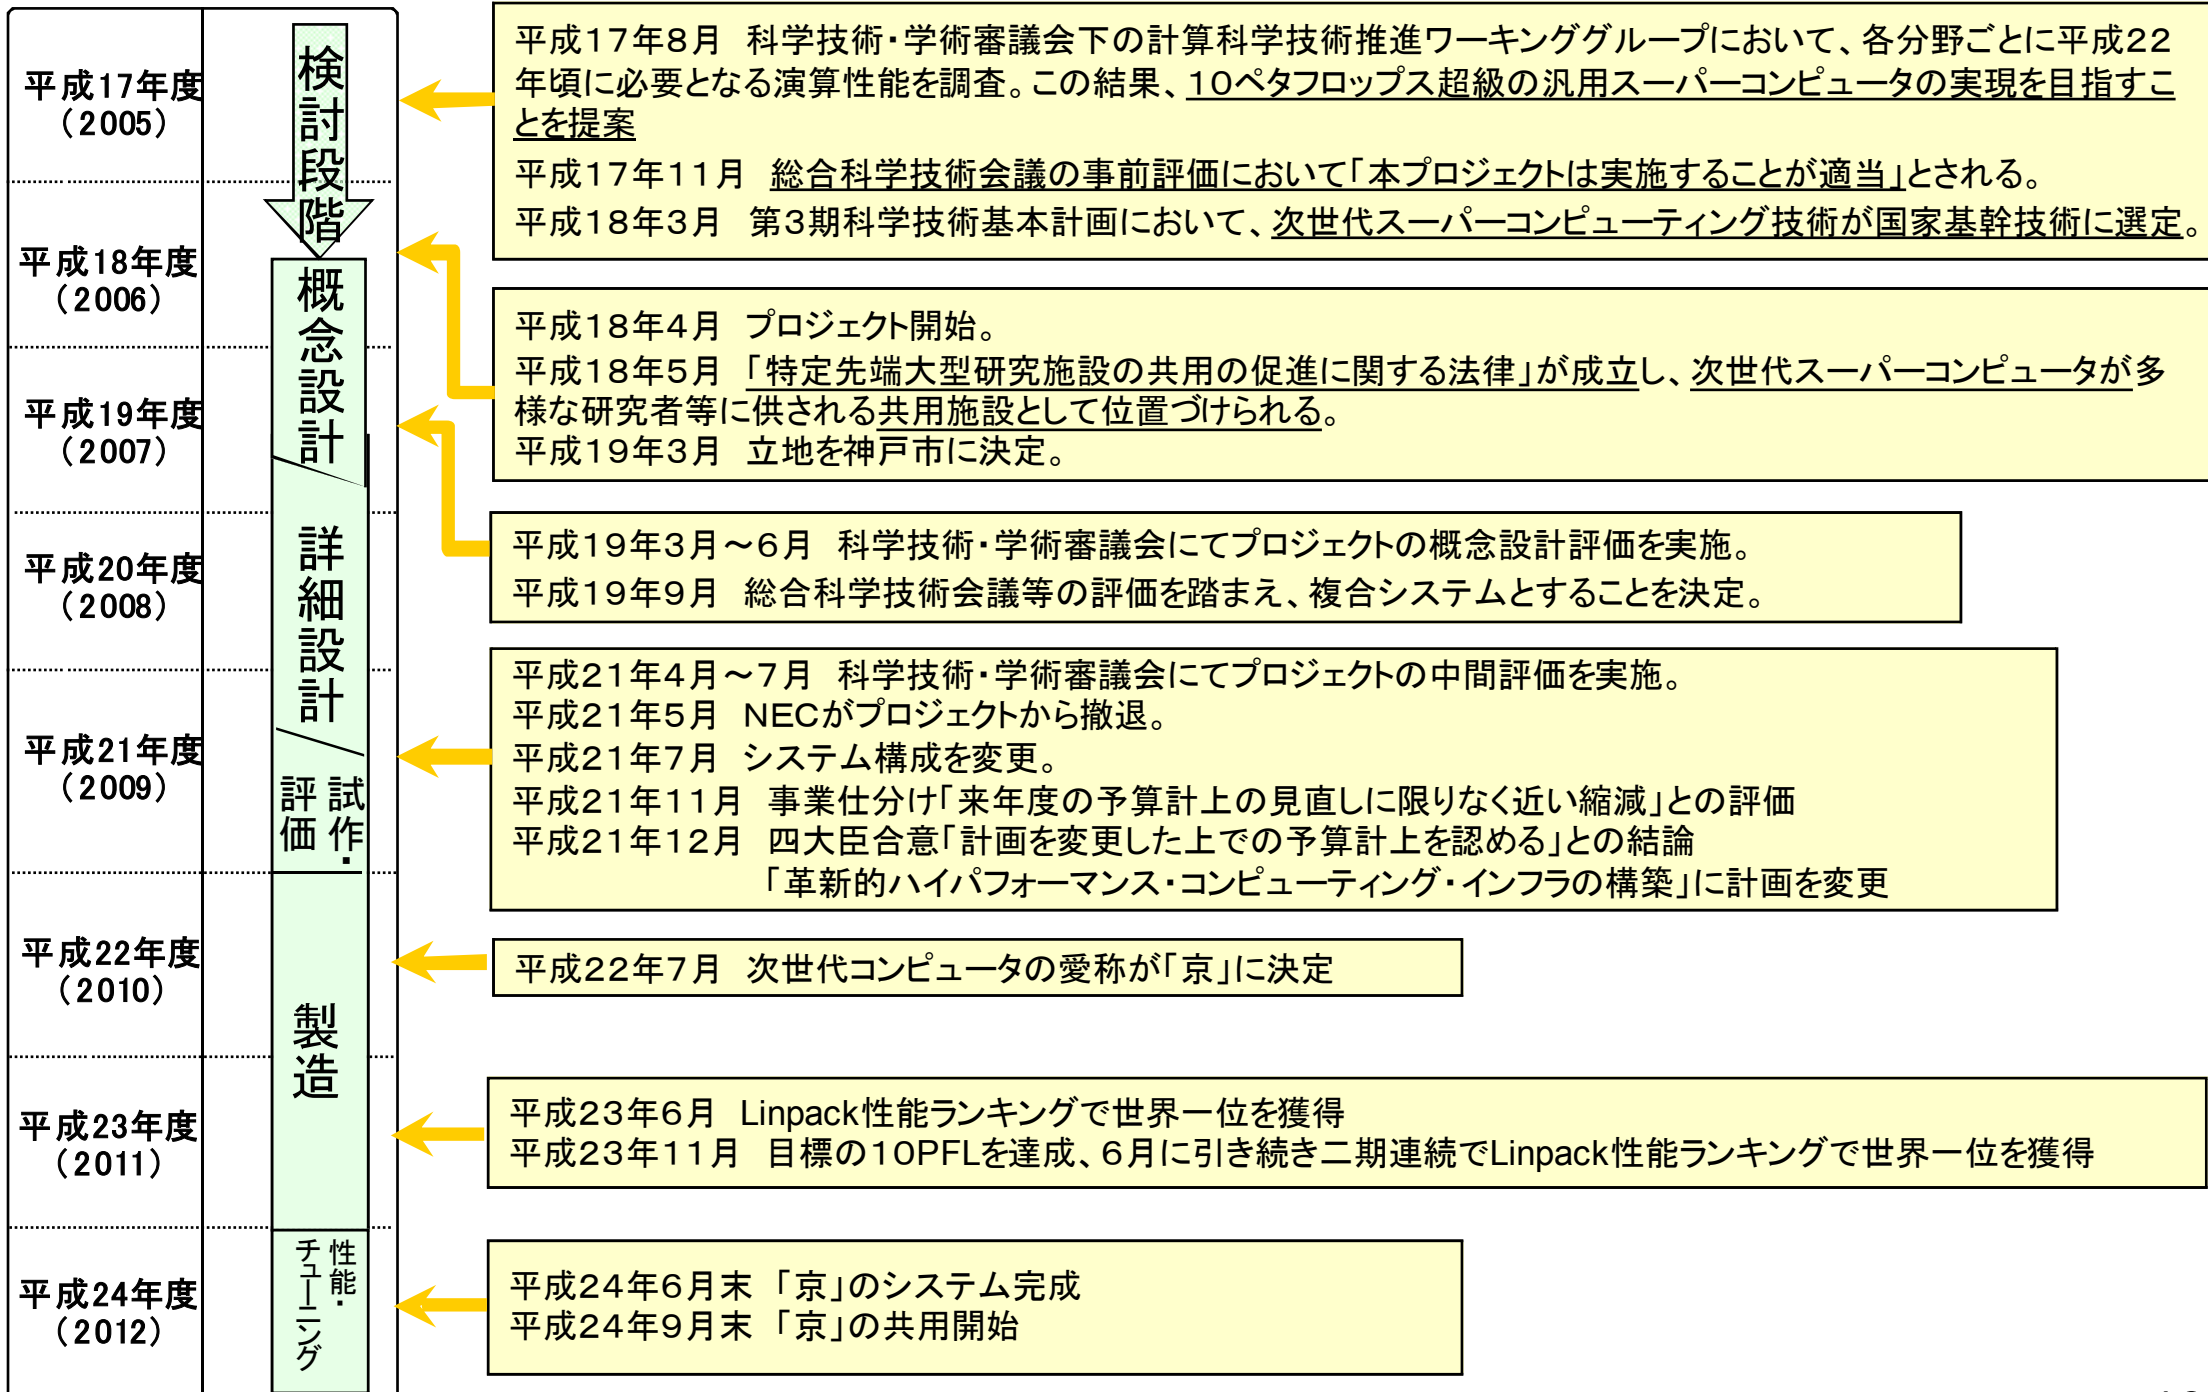 平成17年度
(2005)
平成18年度
(2006)
平成19年度
(2007)
平成20年度
(2008)
平成21年度
(2009)
平成22年度
(2010)
平成23年度
(2011)
平成24年度
(2012)
検討段階
概念設計
詳細設計
試作・
評価
製造
性能・
チューニング
平成17年8月 科学技術・学術審議会下の計算科学技術推進ワーキンググループにおいて、各分野ごとに平成22
年頃に必要となる演算性能を調査。この結果、10ペタフロップス超級の汎用スーパーコンピュータの実現を目指すこ
とを提案
平成17年11月 総合科学技術会議の事前評価において「本プロジェクトは実施することが適当」とされる。
平成18年3月 第3期科学技術基本計画において、次世代スーパーコンピューティング技術が国家基幹技術に選定。
平成18年4月 プロジェクト開始。
平成18年5月 「特定先端大型研究施設の共用の促進に関する法律」が成立し、次世代スーパーコンピュータが多
様な研究者等に供される共用施設として位置づけられる。
平成19年3月 立地を神戸市に決定。
平成19年3月～6月 科学技術・学術審議会にてプロジェクトの概念設計評価を実施。
平成19年9月 総合科学技術会議等の評価を踏まえ、複合システムとすることを決定。
平成21年4月～7月 科学技術・学術審議会にてプロジェクトの中間評価を実施。
平成21年5月 NECがプロジェクトから撤退。
平成21年7月 システム構成を変更。
平成21年11月 事業仕分け「来年度の予算計上の見直しに限りなく近い縮減」との評価
平成21年12月 四大臣合意「計画を変更した上での予算計上を認める」との結論
「革新的ハイパフォーマンス・コンピューティング・インフラの構築」に計画を変更
平成22年7月 次世代コンピュータの愛称が「京」に決定
平成23年6月 Linpack性能ランキングで世界一位を獲得
平成23年11月 目標の10PFLを達成、6月に引き続き二期連続でLinpack性能ランキングで世界一位を獲得
平成24年6月末 「京」のシステム完成
平成24年9月末 「京」の共用開始